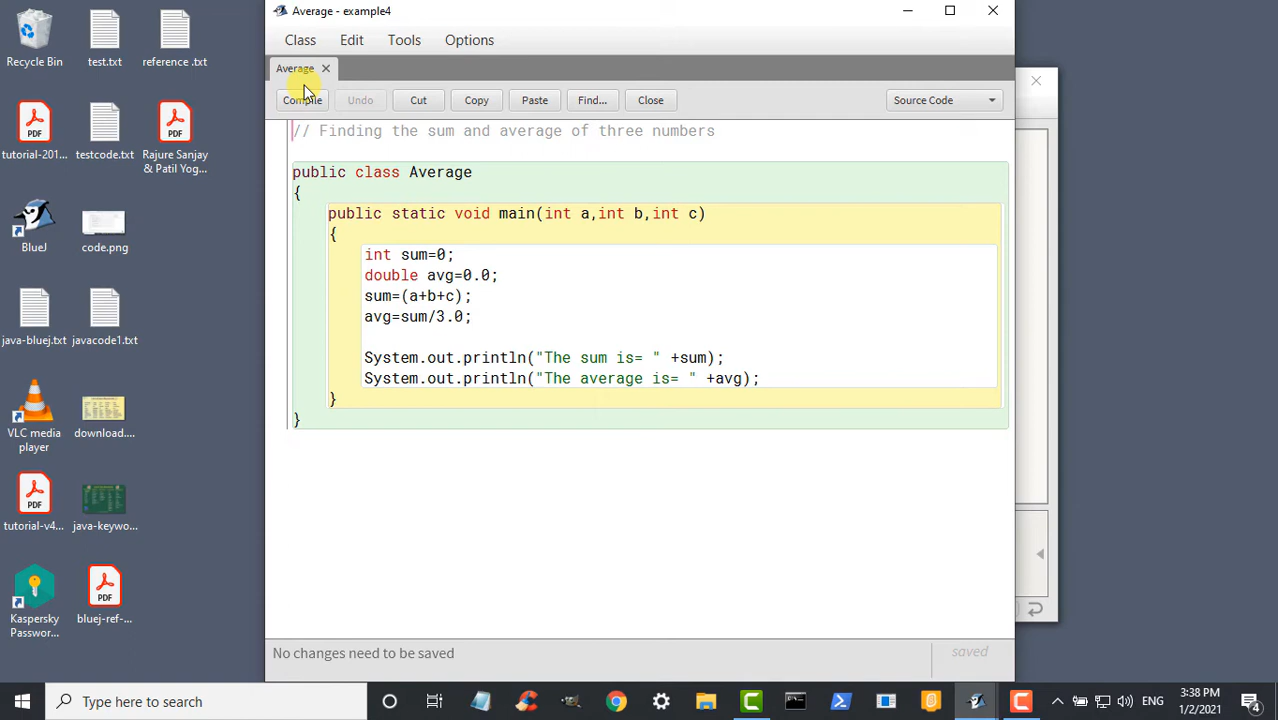 Average - example4
Class Edit Tools Options
Average
Compile Undo Cut Copy Paste Find... Close Source Code
// Finding the sum and average of three numbers
public class Average
{
public static void main(int a,int b,int c)
{
int sum=0;
double avg=0.0;
sum=(a+b+c);
avg=sum/3.0;
System.out.println("The sum is= " +sum);
System.out.println("The average is= " +avg);
}
}
No changes need to be saved
saved
Recycle Bin
test.txt
reference .txt
PDF
tutorial-201...
testcode.txt
PDF
Rajure Sanjay
& Patil Yog...
BlueJ
code.png
java-bluej.txt
javacode1.txt
VLC media
player
download....
PDF
tutorial-v4...
java-keywo...
Kaspersky
Passwor...
PDF
bluej-ref-...
Type here to search
ENG
3:38 PM
1/2/2021
4